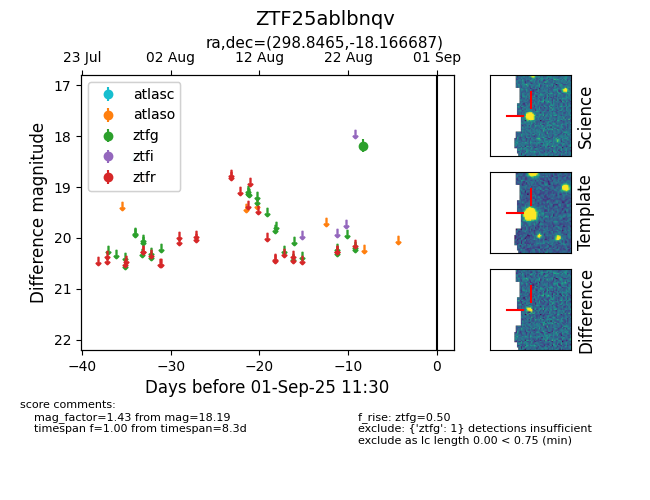 ZTF25ablbnqv
ra,dec=(298.8465,-18.166687)
23 Jul 02 Aug 12 Aug 22 Aug 01 Sep
atlasc
atlaso
ztfg
ztfi
ztfr
17
18
19
20
21
22
Difference magnitude
−40 −30 −20 −10 0
Days before 01-Sep-25 11:30
Science
Template
Difference
score comments:
mag_factor=1.43 from mag=18.19
timespan f=1.00 from timespan=8.3d
f_rise: ztfg=0.50
exclude: {'ztfg': 1} detections insufficient
exclude as lc length 0.00 < 0.75 (min)